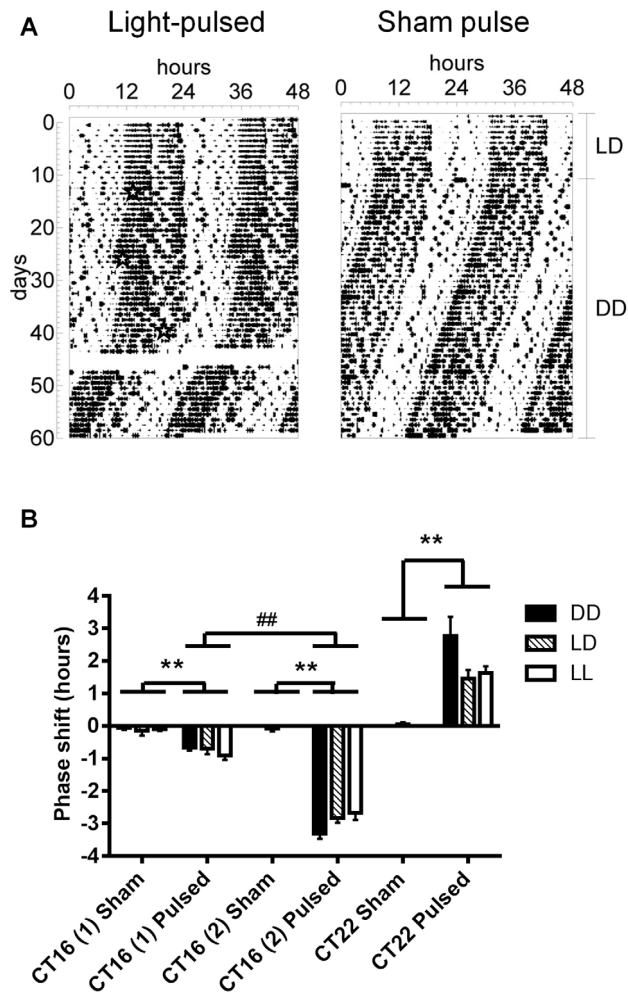 A
Light-pulsed
Sham pulse
hours
hours
0 12 24 36 48
0 12 24 36 48
0
10
20
30
40
50
60
days
LD
DD
B
**
##
**
**
4
3
2
1
0
-1
-2
-3
-4
Phase shift (hours)
DD
LD
LL
CT16 (1) Sham
CT16 (1) Pulsed
CT16 (2) Sham
CT16 (2) Pulsed
CT22 Sham
CT22 Pulsed